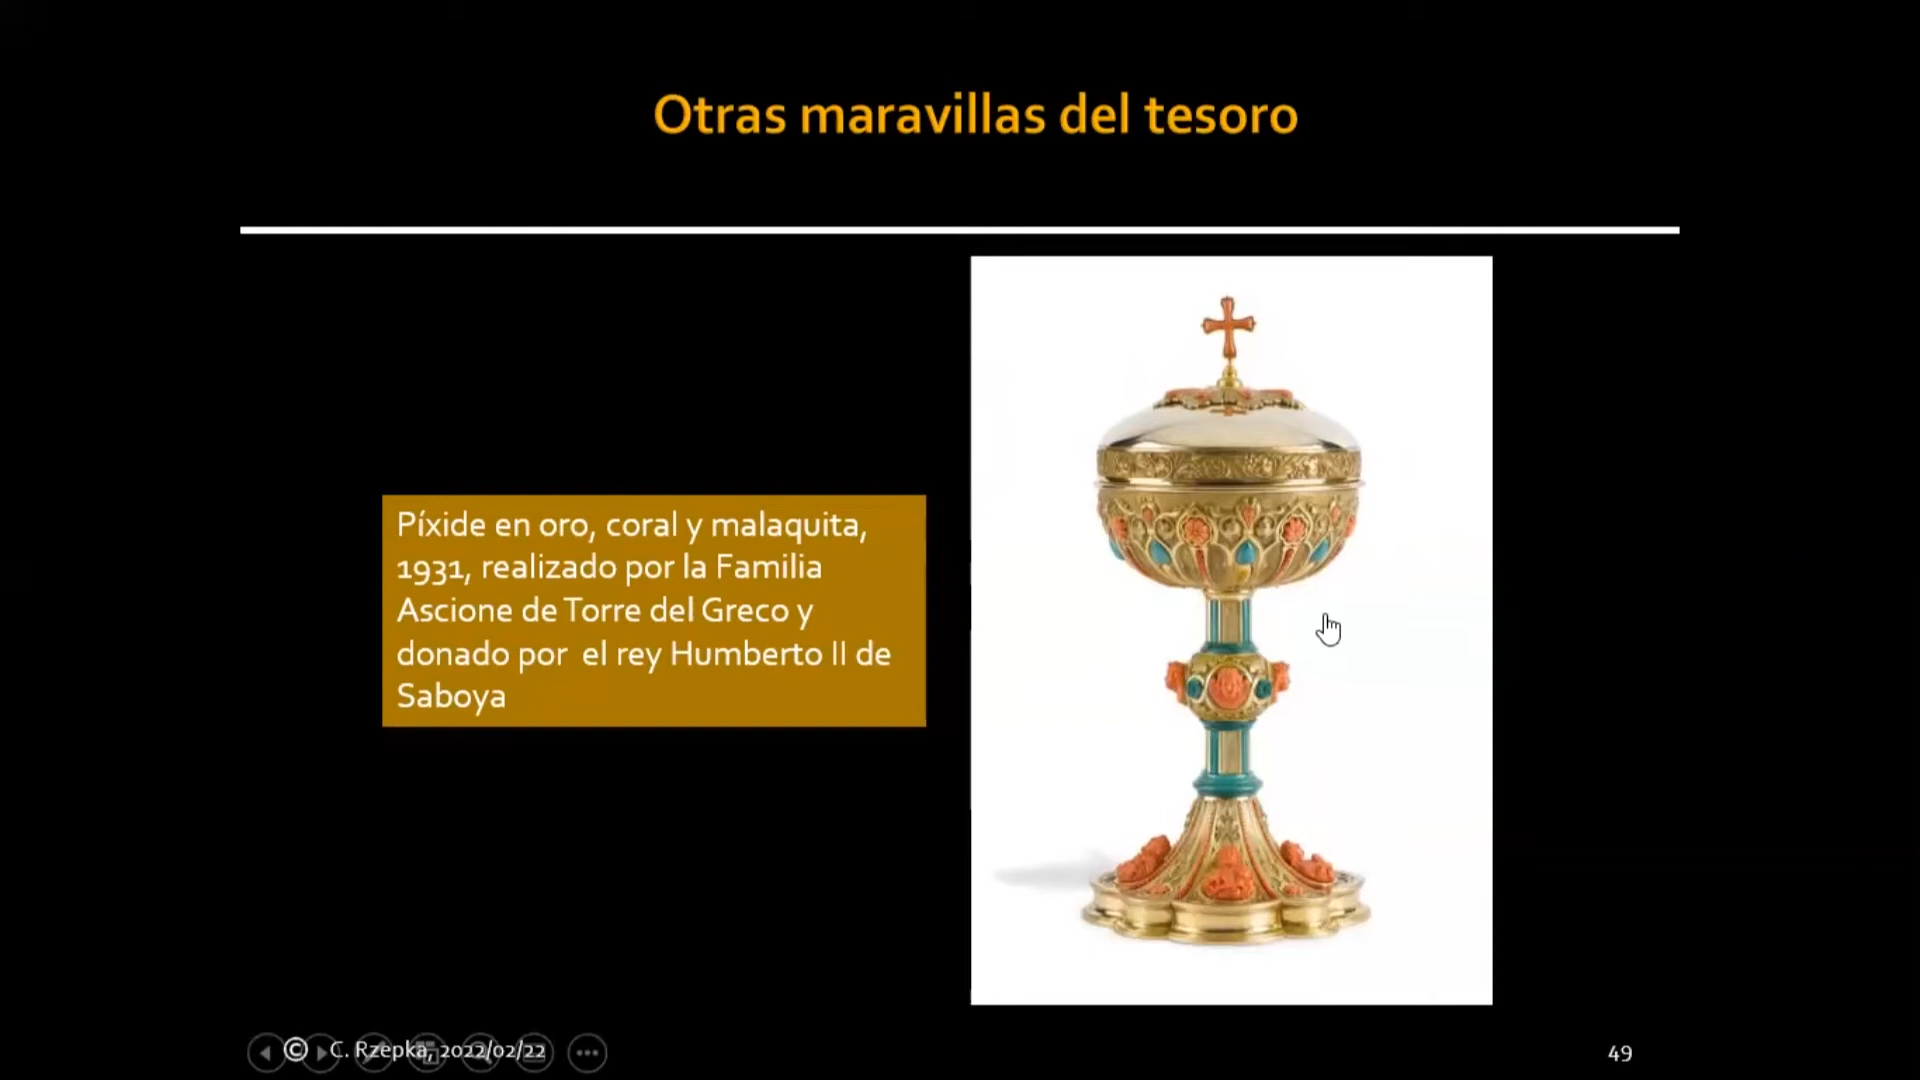 Otras maravillas del tesoro
Píxide en oro, coral y malaquita,
1931, realizado por la Familia
Ascione de Torre del Greco y
donado por el rey Humberto II de
Saboya
© C. Rzepka, 2022/02/22
49